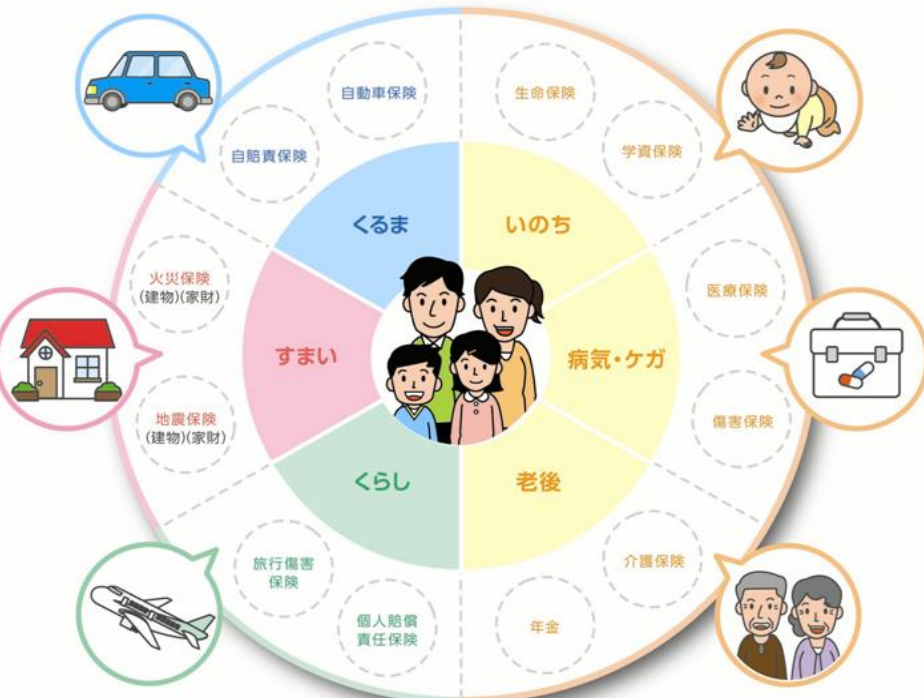 自動車保険
生命保険
自賠責保険
学資保険
くるま
いのち
火災保険
(建物)(家財)
医療保険
すまい
病気・ケガ
地震保険
(建物)(家財)
傷害保険
くらし
老後
旅行傷害
保険
介護保険
個人賠償
責任保険
年金